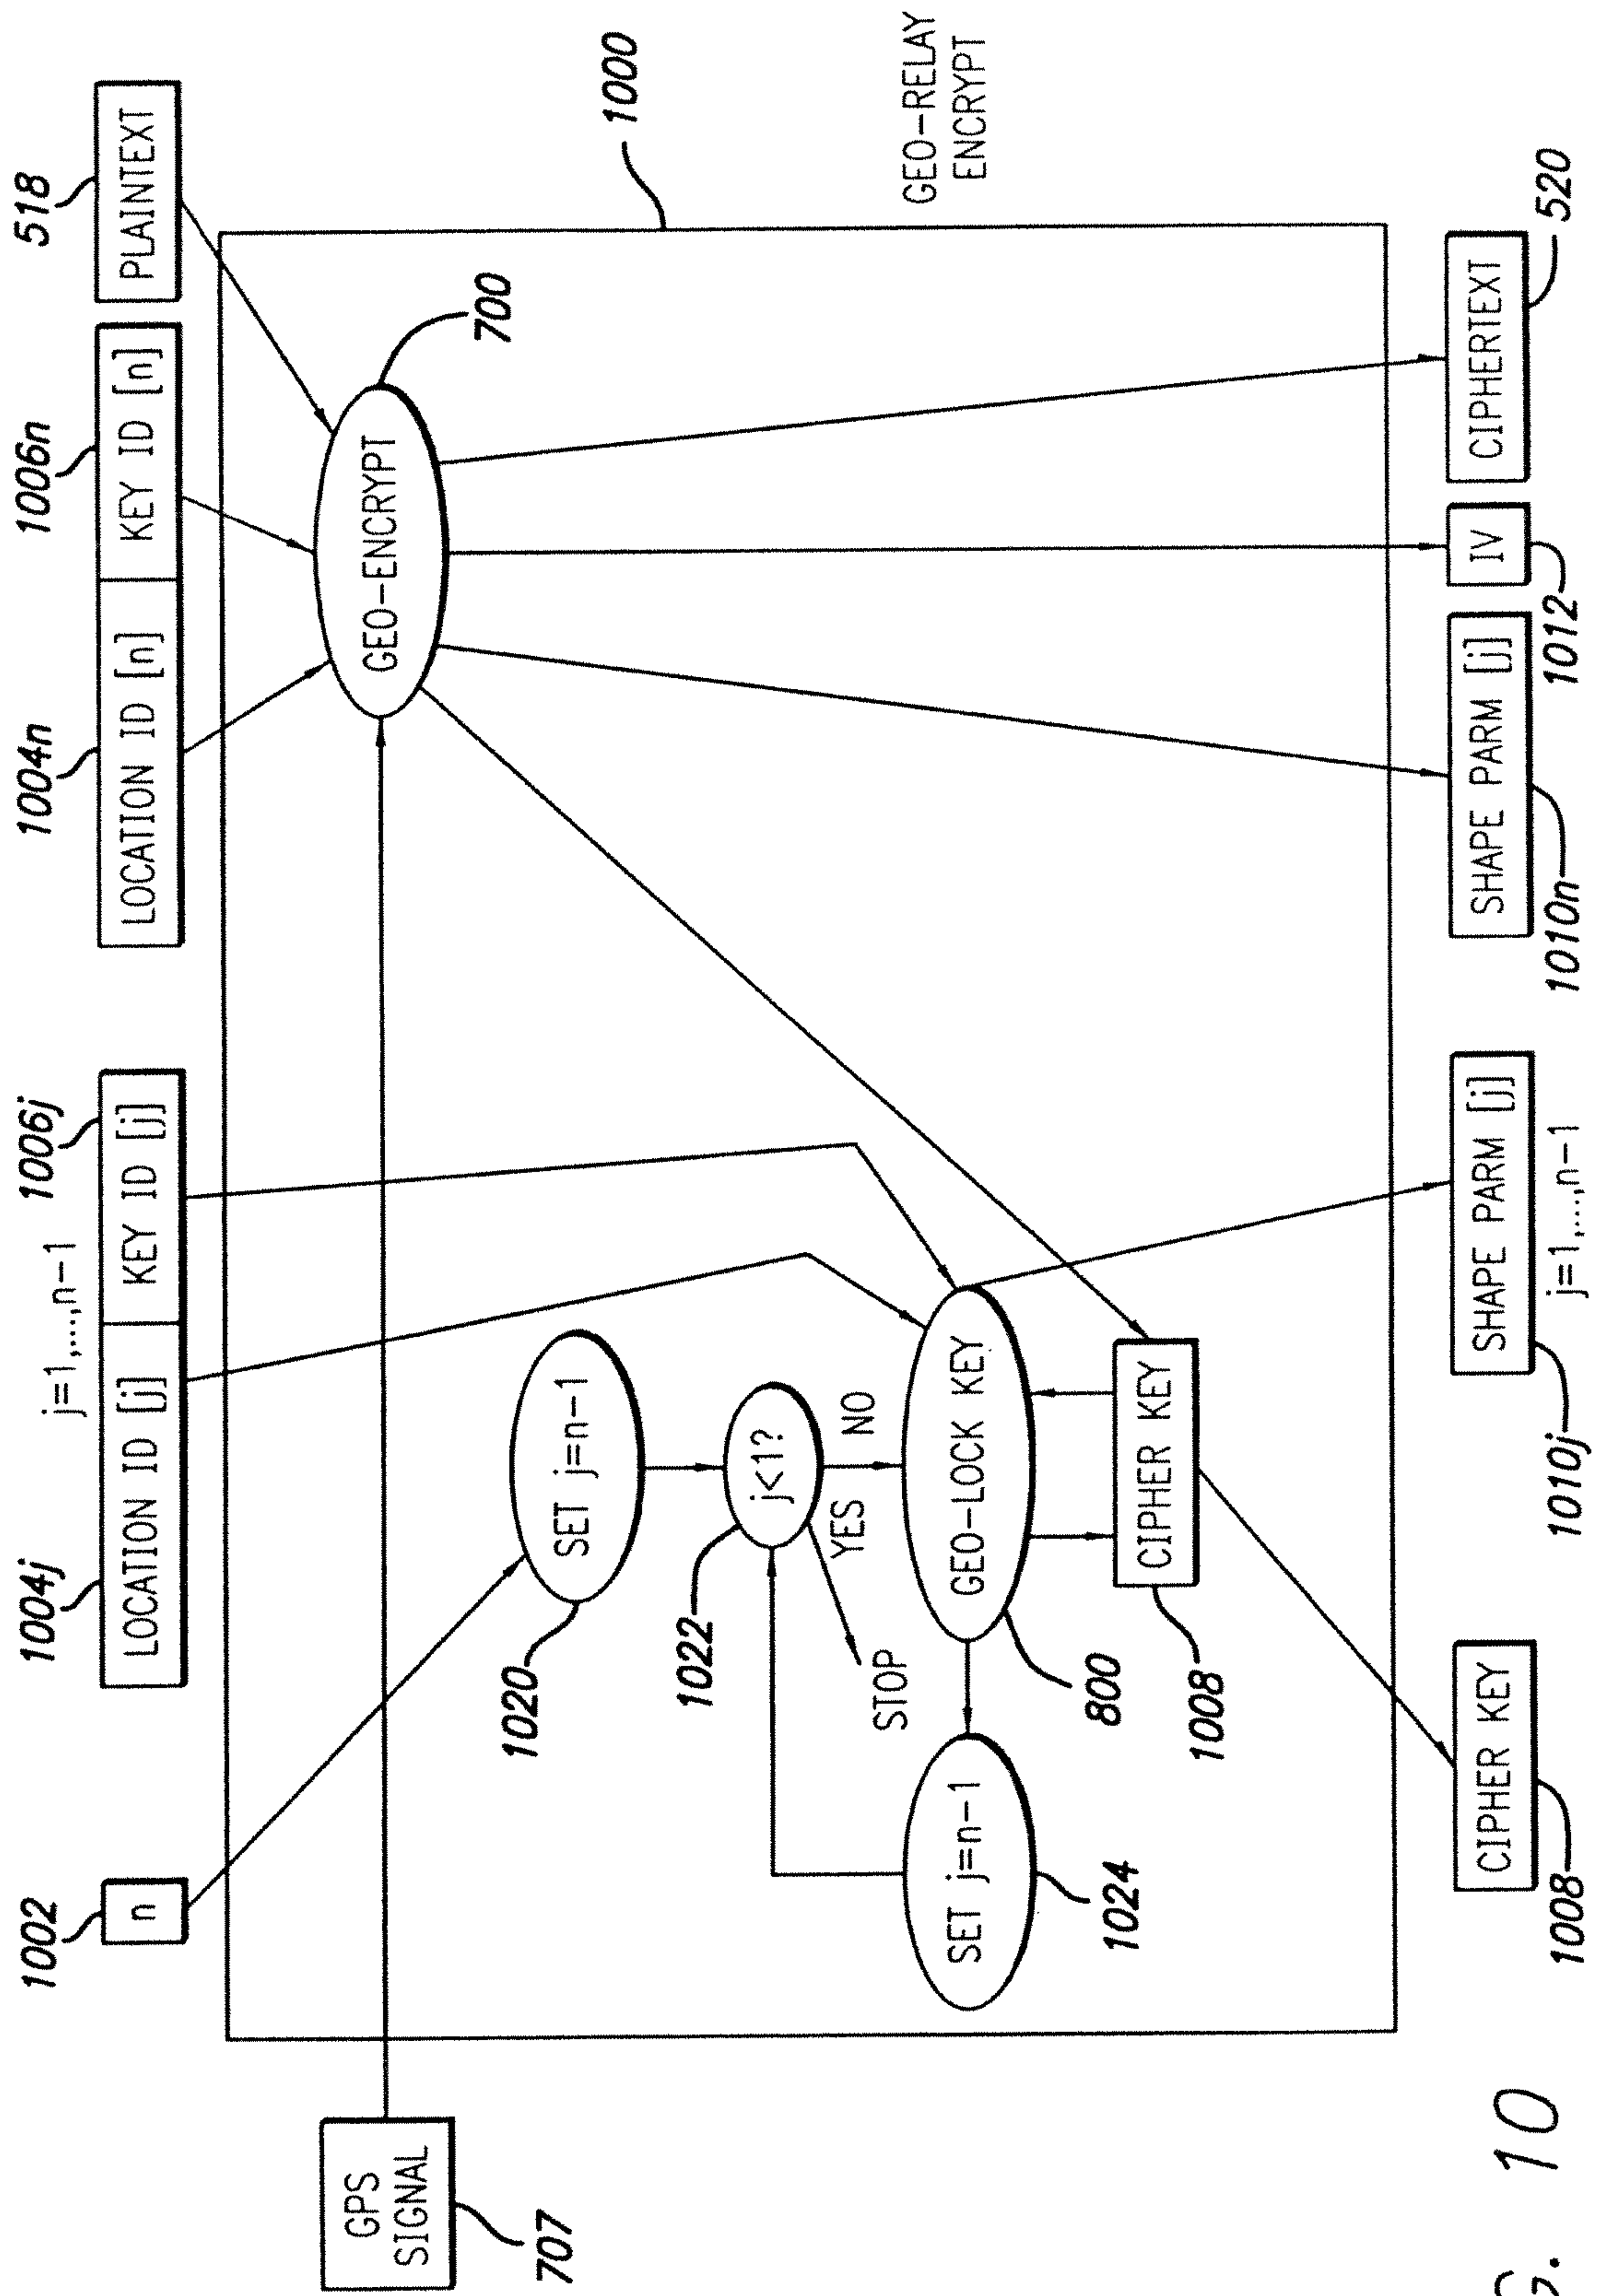 1002
n
1004j
j=1,...,n-1
1006j
LOCATION ID [j]
KEY ID [j]
1004n
1006n
LOCATION ID [n]
KEY ID [n]
518
PLAINTEXT
GPS
SIGNAL
707
GEO-ENCRYPT
700
1000
GEO-RELAY
ENCRYPT
SET j=n-1
1020
j<1?
1022
YES
NO
STOP
GEO-LOCK KEY
800
SET j=n-1
1024
CIPHER KEY
1008
CIPHER KEY
1008
SHAPE PARM [j]
j=1,...,n-1
1010j
SHAPE PARM [j]
1010n
IV
1012
CIPHERTEXT
520
G. 10